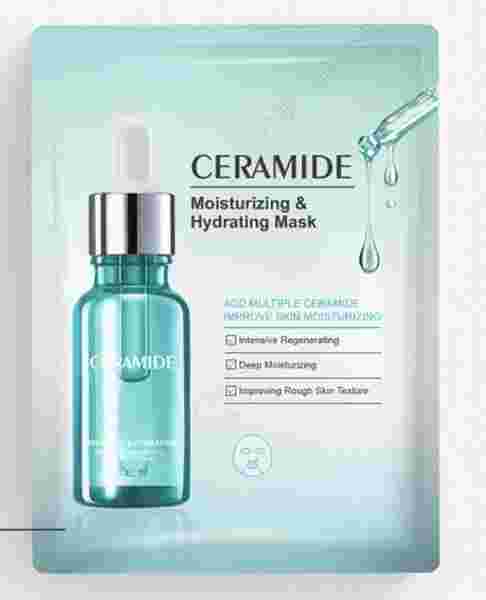 CERAMIDE
Moisturizing &
Hydrating Mask
ADD MULTIPLE CERAMIDE
IMPROVE SKIN MOISTURIZING
Intensive Regenerating
Deep Moisturizing
Improving Rough Skin Texture
CERAMIDE